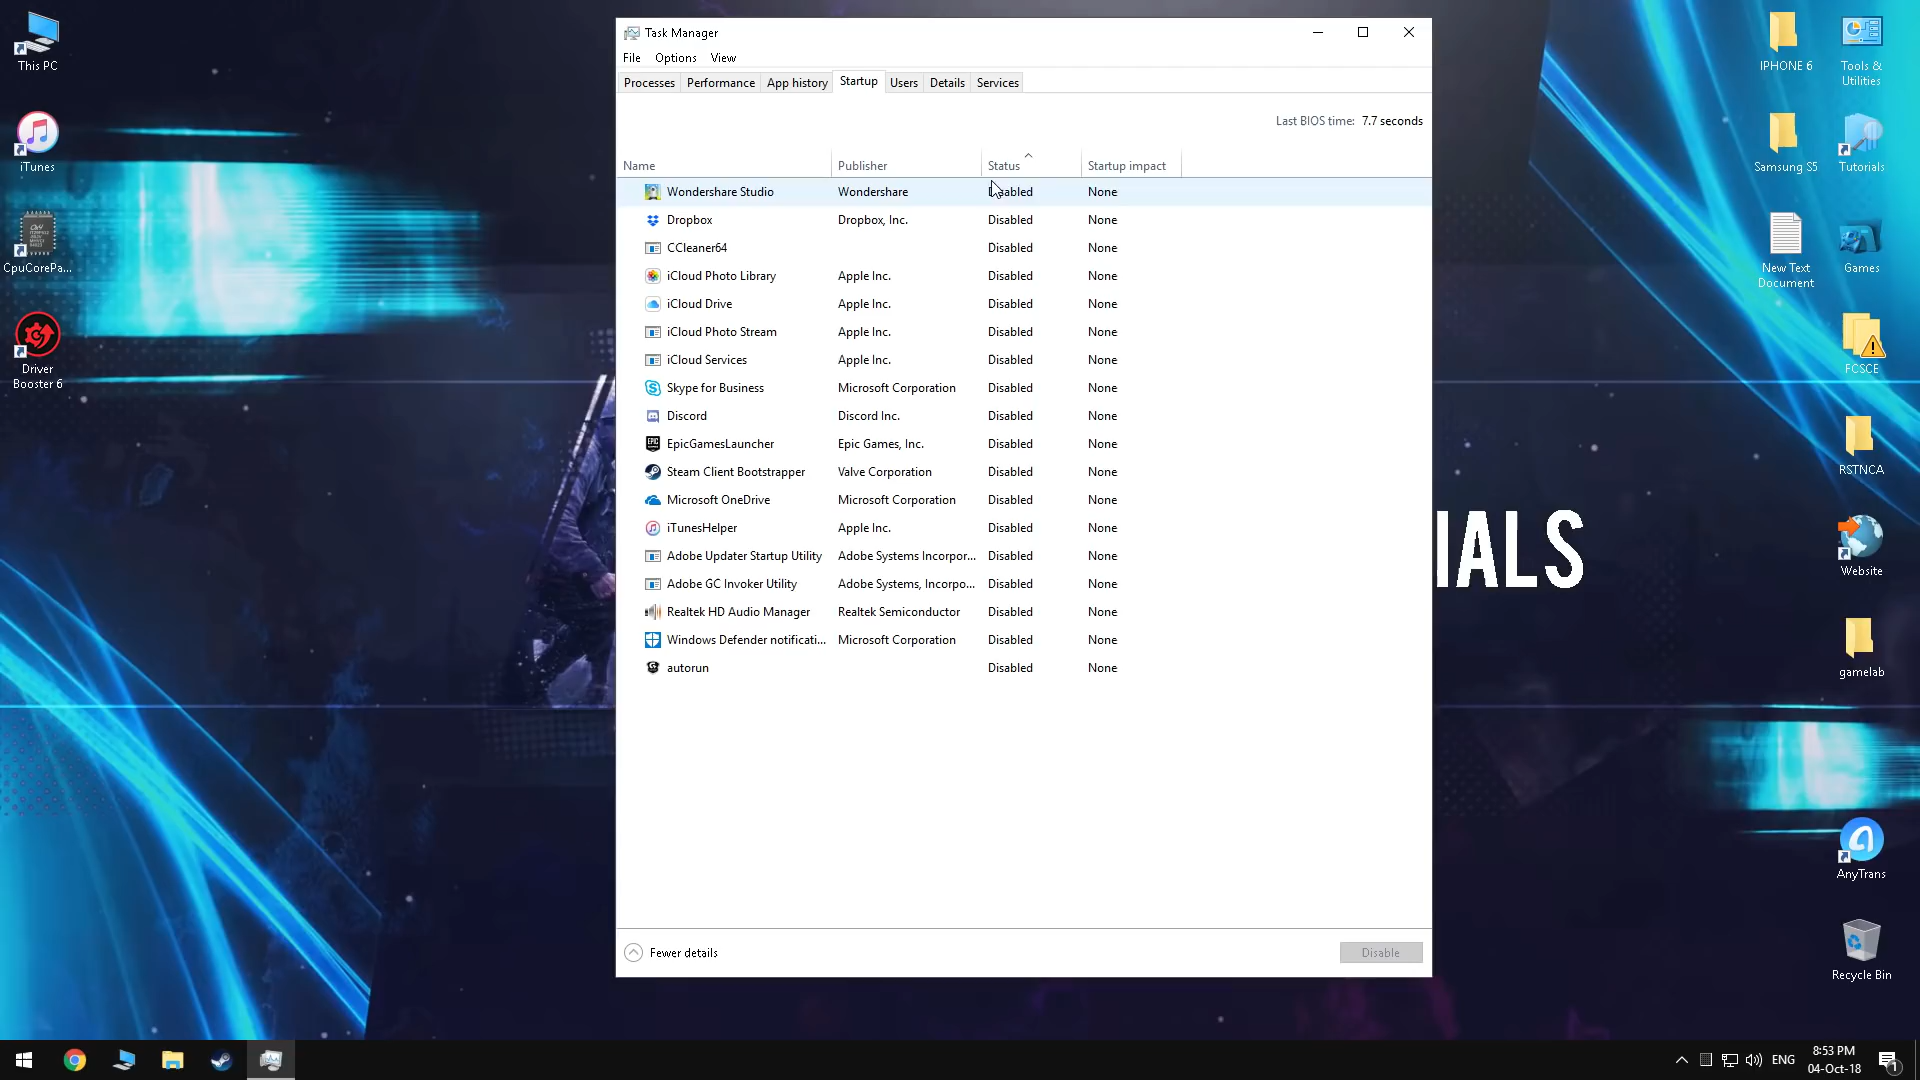 Task Manager
File Options View
Processes Performance App history Startup Users Details Services
Last BIOS time: 7.7 seconds
Name Publisher Status Startup impact
Wondershare Studio Wondershare Disabled None
Dropbox Dropbox, Inc. Disabled None
CCleaner64 Disabled None
iCloud Photo Library Apple Inc. Disabled None
iCloud Drive Apple Inc. Disabled None
iCloud Photo Stream Apple Inc. Disabled None
iCloud Services Apple Inc. Disabled None
Skype for Business Microsoft Corporation Disabled None
Discord Discord Inc. Disabled None
EpicGamesLauncher Epic Games, Inc. Disabled None
Steam Client Bootstrapper Valve Corporation Disabled None
Microsoft OneDrive Microsoft Corporation Disabled None
iTunesHelper Apple Inc. Disabled None
Adobe Updater Startup Utility Adobe Systems Incorpor... Disabled None
Adobe GC Invoker Utility Adobe Systems, Incorpo... Disabled None
Realtek HD Audio Manager Realtek Semiconductor Disabled None
Windows Defender notificati... Microsoft Corporation Disabled None
autorun Disabled None
Fewer details Disable
This PC
iTunes
CpuCorePa...
Driver
Booster 6
IPHONE 6
Tools &
Utilities
Samsung S5
Tutorials
New Text
Document
Games
FCSCE
RSTNCA
IALS
Website
gamelab
AnyTrans
Recycle Bin
ENG
8:53 PM
04-Oct-18
1